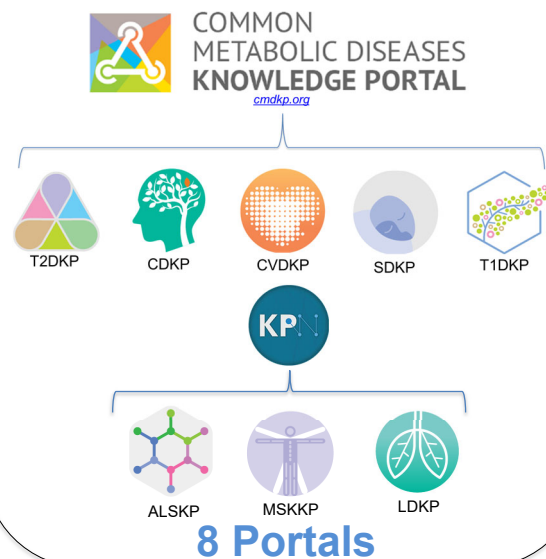 COMMON
METABOLIC DISEASES
KNOWLEDGE PORTAL
cmdkp.org
T2DKP
CDKP
CVDKP
SDKP
T1DKP
KPN
ALSKP
MSKKP
LDKP
8 Portals